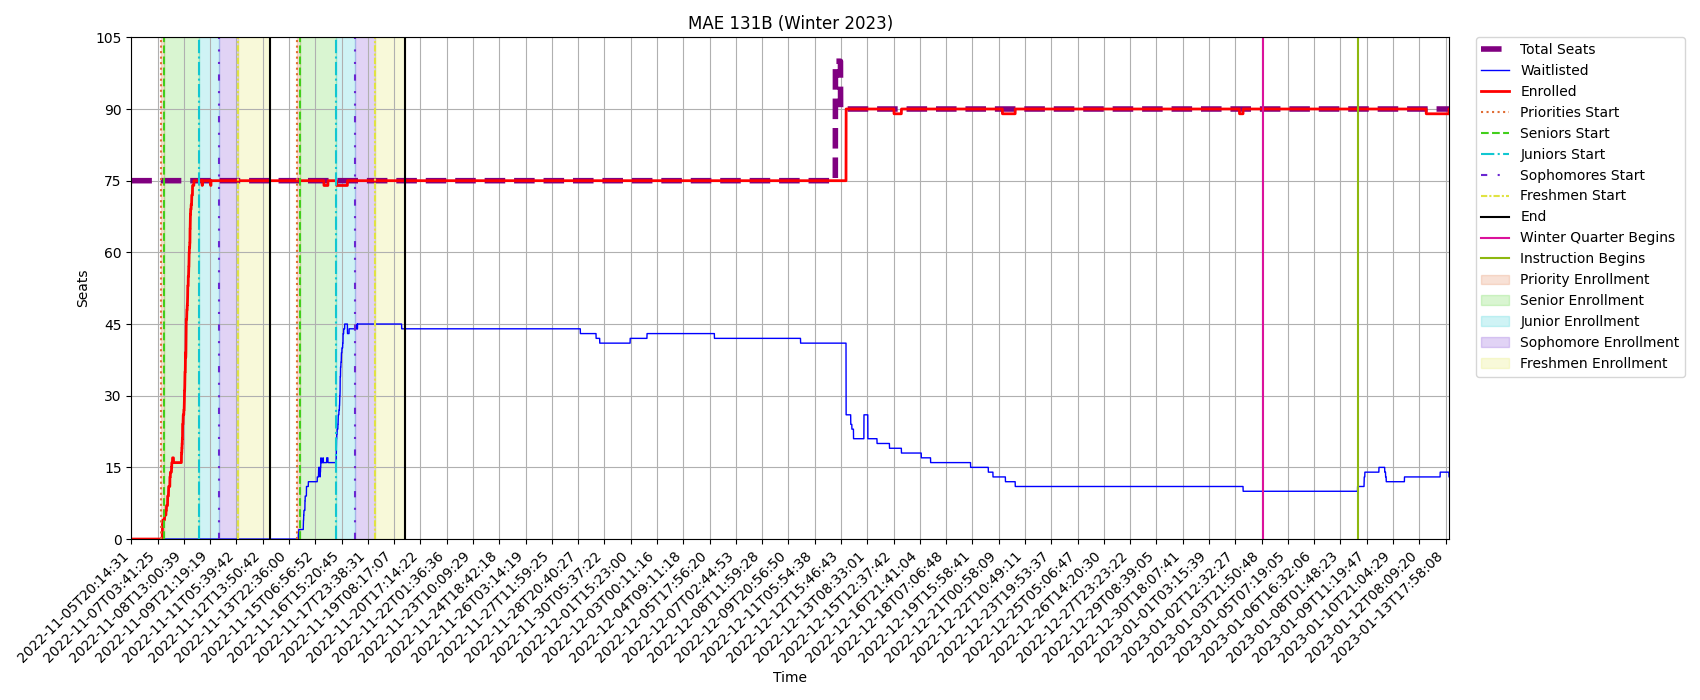 MAE 131B (Winter 2023)
105
90
75
60
45
30
15
0
Seats
2022-11-05T20:14:31
2022-11-07T03:41:25
2022-11-08T13:00:39
2022-11-09T21:19:19
2022-11-11T05:39:42
2022-11-12T13:50:42
2022-11-13T22:36:00
2022-11-15T06:56:52
2022-11-16T15:20:45
2022-11-17T23:38:31
2022-11-19T08:17:07
2022-11-20T17:14:22
2022-11-22T01:36:36
2022-11-23T10:09:29
2022-11-24T18:42:18
2022-11-26T03:14:19
2022-11-27T11:59:25
2022-11-28T20:40:27
2022-11-30T05:37:22
2022-12-01T15:23:00
2022-12-03T00:11:16
2022-12-04T09:11:18
2022-12-05T17:56:20
2022-12-07T02:44:53
2022-12-08T11:59:28
2022-12-09T20:56:50
2022-12-11T05:54:38
2022-12-12T15:46:43
2022-12-13T08:33:01
2022-12-15T12:37:42
2022-12-16T21:41:04
2022-12-18T07:06:48
2022-12-19T15:58:41
2022-12-21T00:58:09
2022-12-22T10:49:11
2022-12-23T19:53:37
2022-12-25T05:06:47
2022-12-26T14:20:30
2022-12-27T23:23:22
2022-12-29T08:39:05
2022-12-30T18:07:41
2023-01-01T03:15:39
2023-01-02T12:32:27
2023-01-03T21:50:48
2023-01-05T07:19:05
2023-01-06T16:32:06
2023-01-08T01:48:23
2023-01-09T11:19:47
2023-01-10T21:04:29
2023-01-12T08:09:20
2023-01-13T17:58:08
Time
Total Seats
Waitlisted
Enrolled
Priorities Start
Seniors Start
Juniors Start
Sophomores Start
Freshmen Start
End
Winter Quarter Begins
Instruction Begins
Priority Enrollment
Senior Enrollment
Junior Enrollment
Sophomore Enrollment
Freshmen Enrollment